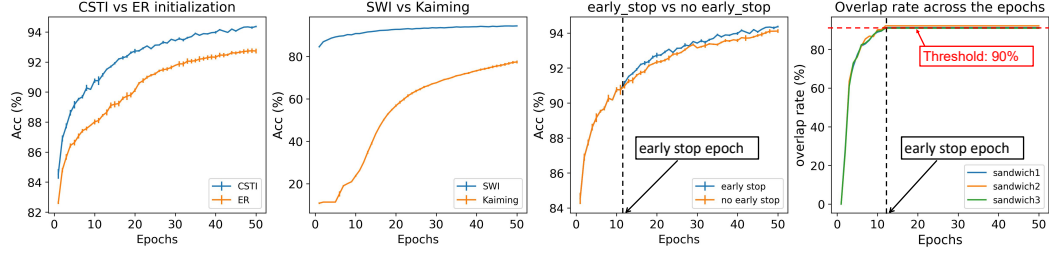 CSTI vs ER initialization
Acc (%)
94
92
90
88
86
84
82
0 10 20 30 40 50
Epochs
CSTI
ER
SWI vs Kaiming
Acc (%)
80
60
40
20
0 10 20 30 40 50
Epochs
SWI
Kaiming
early_stop vs no early_stop
Acc (%)
94
92
90
88
86
84
0 10 20 30 40 50
Epochs
early stop epoch
early stop
no early stop
Overlap rate across the epochs
overlap rate (%)
80
60
40
20
0
0 10 20 30 40 50
Epochs
Threshold: 90%
early stop epoch
sandwich1
sandwich2
sandwich3